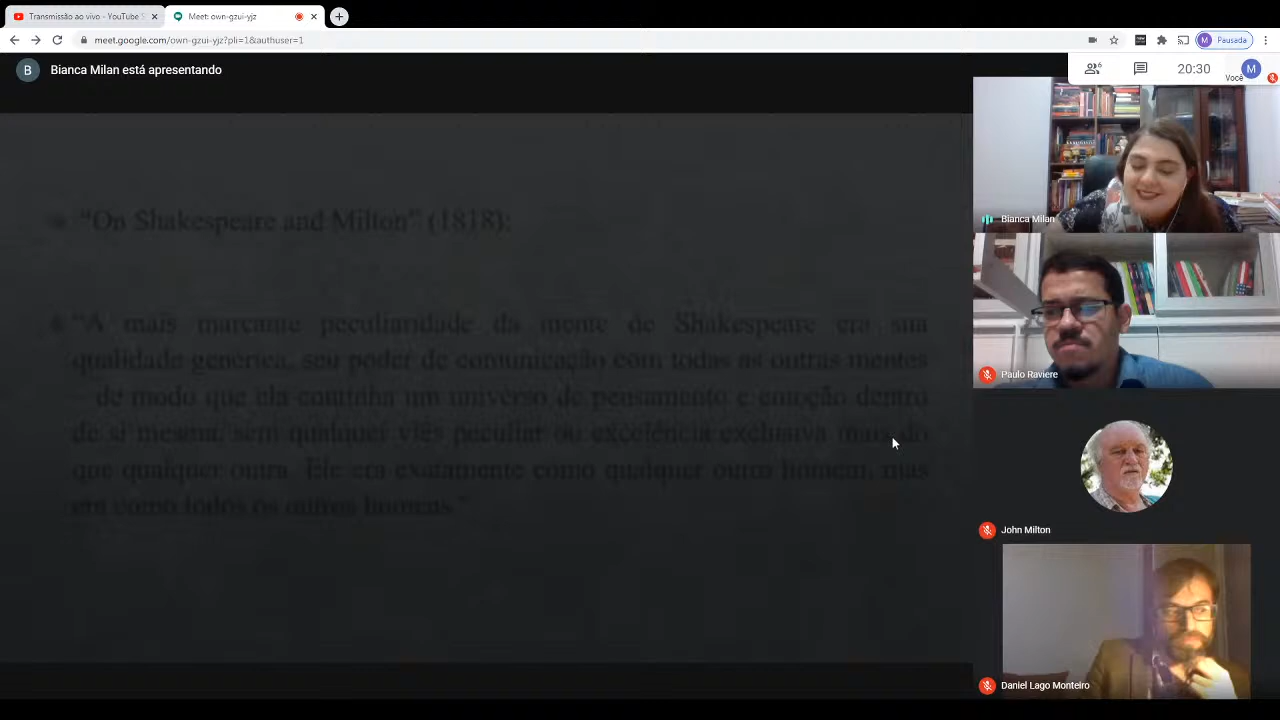 Transmissão ao vivo - YouTube S
Meet: own-gzui-yjz
meet.google.com/own-gzui-yjz?pli=1&authuser=1
M
Pausada
B
Bianca Milan está apresentando
6
20:30
Você
M
"On Shakespeare and Milton" (1818):
"A mais marcante peculiaridade da mente de Shakespeare era sua
qualidade genérica, seu poder de comunicação com todas as outras mentes
— de modo que ela continha um universo de pensamento e emoção dentro
de si mesma, sem qualquer viés peculiar ou excelência exclusiva mais do
que qualquer outra. Ele era exatamente como qualquer outro homem, mas
era como todos os outros homens."
Bianca Milan
Paulo Raviere
John Milton
Daniel Lago Monteiro